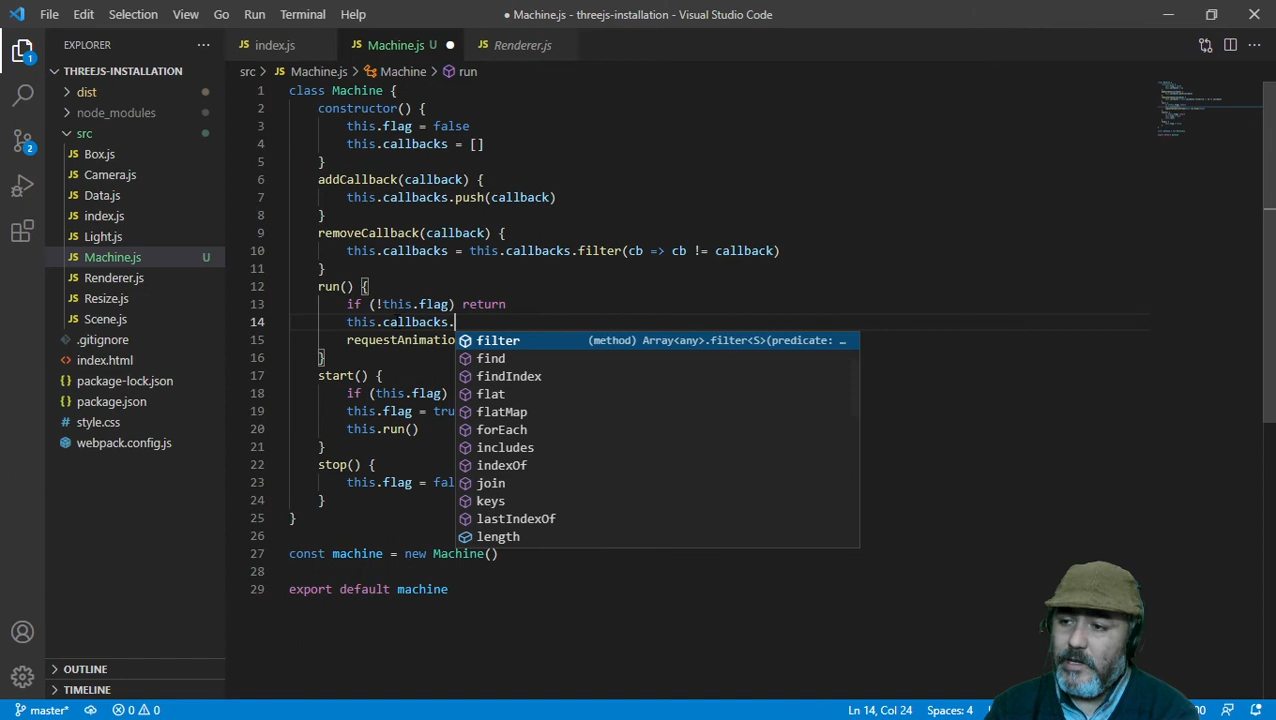 File Edit Selection View Go Run Terminal Help ● Machine.js - threejs-installation - Visual Studio Code
EXPLORER
index.js
Machine.js U
Renderer.js
src > Machine.js > Machine > run
THREEJS-INSTALLATION
dist
node_modules
src
Box.js
Camera.js
Data.js
index.js
Light.js
Machine.js U
Renderer.js
Resize.js
Scene.js
.gitignore
index.html
package-lock.json
package.json
style.css
webpack.config.js
OUTLINE
TIMELINE
1
2
1 class Machine {
2 constructor() {
3 this.flag = false
4 this.callbacks = []
5 }
6 addCallback(callback) {
7 this.callbacks.push(callback)
8 }
9 removeCallback(callback) {
10 this.callbacks = this.callbacks.filter(cb => cb != callback)
11 }
12 run() {
13 if (!this.flag) return
14 this.callbacks.
15 requestAnimatio
16 }
17 start() {
18 if (this.flag)
19 this.flag = tru
20 this.run()
21 }
22 stop() {
23 this.flag = fal
24 }
25 }
26
27 const machine = new Machine()
28
29 export default machine
filter (method) Array<any>.filter<S>(predicate: …
find
findIndex
flat
flatMap
forEach
includes
indexOf
join
keys
lastIndexOf
length
master* 0 0 Ln 14, Col 24 Spaces: 4